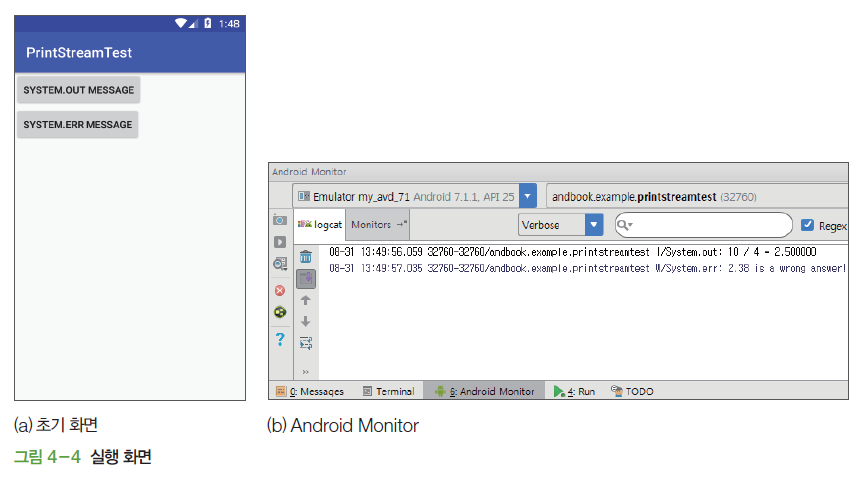 1:48
PrintStreamTest
SYSTEM.OUT MESSAGE
SYSTEM.ERR MESSAGE
Android Monitor
Emulator my_avd_71 Android 7.1.1, API 25
andbook.example.printstreamtest (32760)
logcat
Monitors
Verbose
Regex
08-31 13:49:56.059 32760-32760/andbook.example.printstreamtest I/System.out: 10 / 4 = 2.500000
08-31 13:49:57.035 32760-32760/andbook.example.printstreamtest W/System.err: 2.38 is a wrong answer!
?
»
0: Messages
Terminal
6: Android Monitor
4: Run
TODO
(a) 초기 화면
(b) Android Monitor
그림 4-4 실행 화면